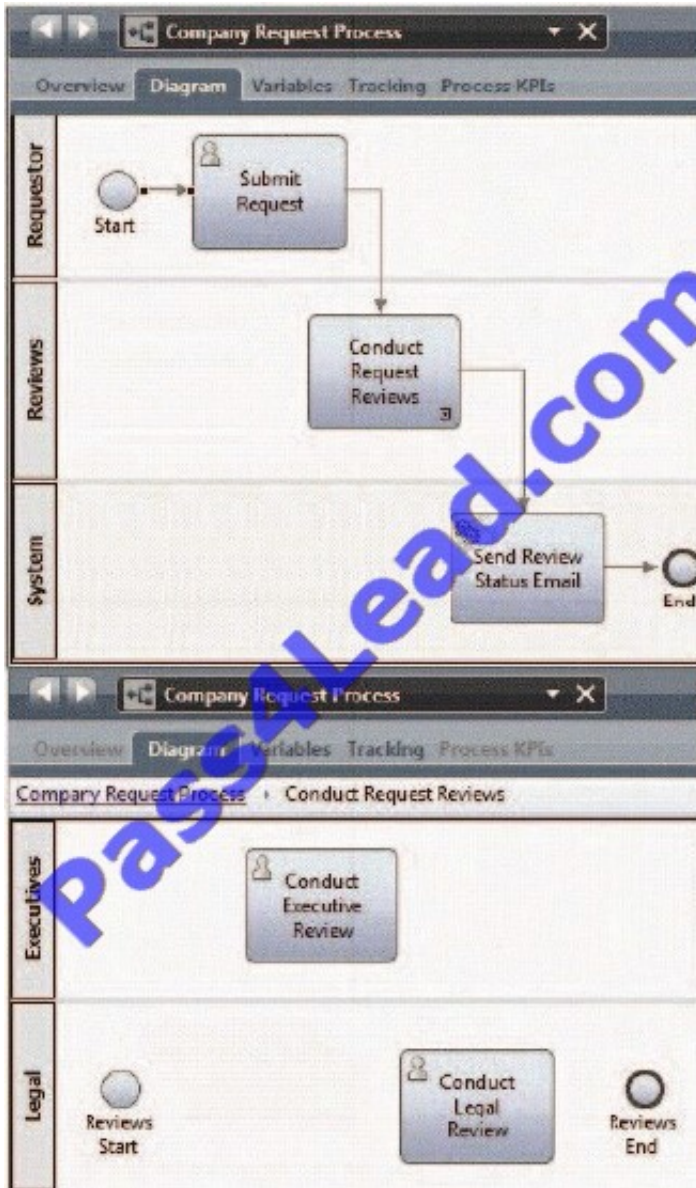 Company Request Process
Overview Diagram Variables Tracking Process KPIs
Requestor
Start
Submit
Request
Reviews
Conduct
Request
Reviews
System
Send Review
Status Email
End
Company Request Process
Overview Diagram Variables Tracking Process KPIs
Company Request Process Conduct Request Reviews
Executives
Conduct
Executive
Review
Legal
Reviews
Start
Conduct
Legal
Review
Reviews
End
Pass4Lead.com